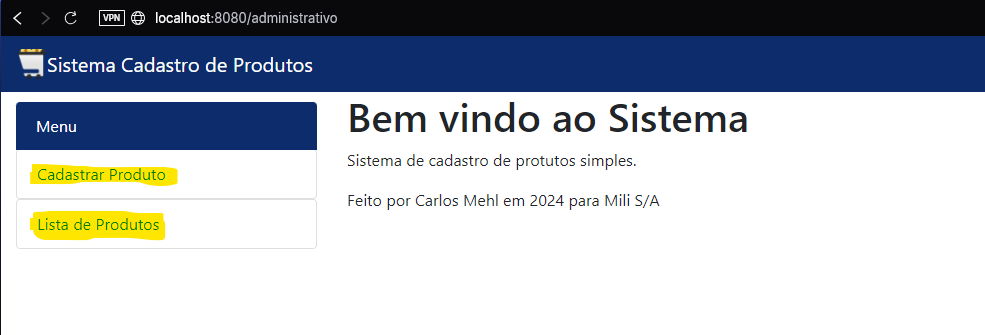 VPN localhost:8080/administrativo
Sistema Cadastro de Produtos
Menu
Cadastrar Produto
Lista de Produtos
Bem vindo ao Sistema
Sistema de cadastro de protutos simples.
Feito por Carlos Mehl em 2024 para Mili S/A